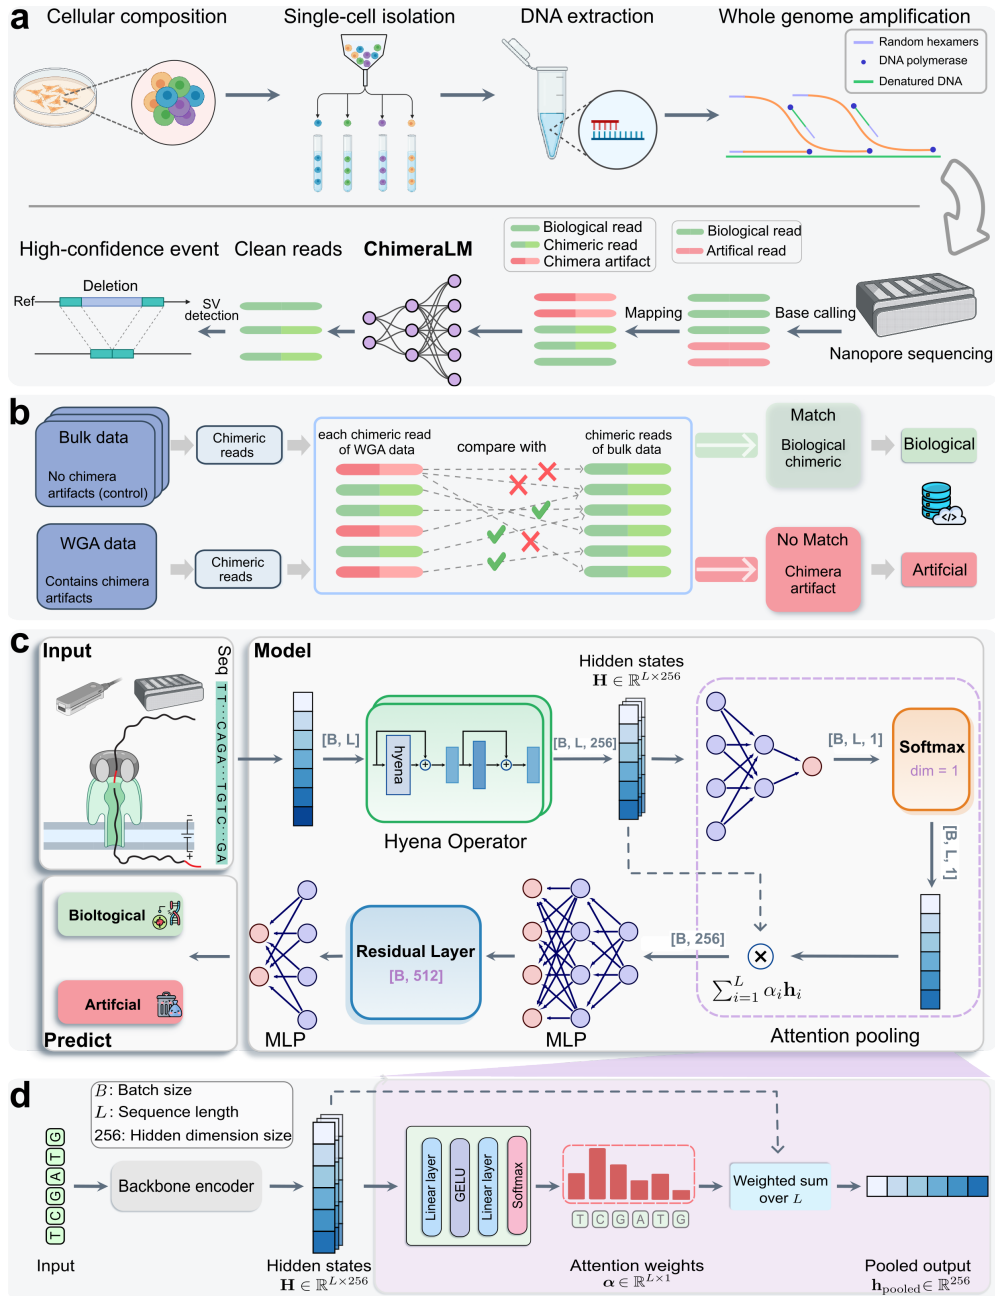 a
Cellular composition
Single-cell isolation
DNA extraction
Whole genome amplification
Random hexamers
DNA polymerase
Denatured DNA
High-confidence event
Clean reads
ChimeraLM
Biological read
Chimeric read
Chimera artifact
Biological read
Artifical read
Deletion
Ref
SV
detection
Mapping
Base calling
Nanopore sequencing
b
Bulk data
No chimera
artifacts (control)
Chimeric
reads
WGA data
Contains chimera
artifacts
Chimeric
reads
each chimeric read
of WGA data
compare with
chimeric reads
of bulk data
Match
Biological
chimeric
Biological
No Match
Chimera
artifact
Artifcial
c
Input
Seq
TT···CAGA···TGTC···GA
Model
[B, L]
hyena
Hyena Operator
[B, L, 256]
Hidden states
H ∈ ℝ^{L×256}
[B, L, 1]
Softmax
dim = 1
[B, L, 1]
∑_{i=1}^{L} α_i h_i
Attention pooling
[B, 256]
MLP
Residual Layer
[B, 512]
MLP
Bioltogical
Artifcial
Predict
d
B: Batch size
L: Sequence length
256: Hidden dimension size
T C G A T G
Input
Backbone encoder
Hidden states
H ∈ ℝ^{L×256}
Linear layer
GELU
Linear layer
Softmax
T C G A T G
Attention weights
α ∈ ℝ^{L×1}
Weighted sum
over L
Pooled output
h_pooled ∈ ℝ^{256}